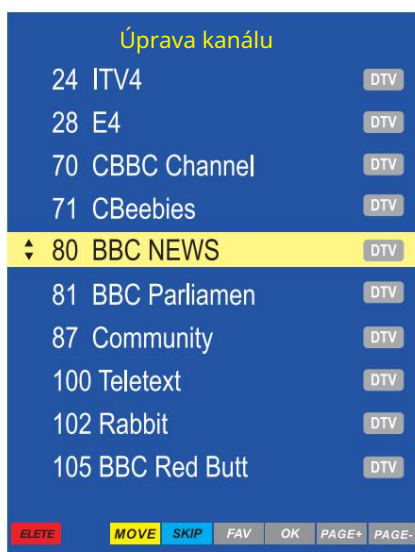 Úprava kanálu
24 ITV4 DTV
28 E4 DTV
70 CBBC Channel DTV
71 CBeebies DTV
80 BBC NEWS DTV
81 BBC Parliamen DTV
87 Community DTV
100 Teletext DTV
102 Rabbit DTV
105 BBC Red Butt DTV
ELETE MOVE SKIP FAV OK PAGE+ PAGE-